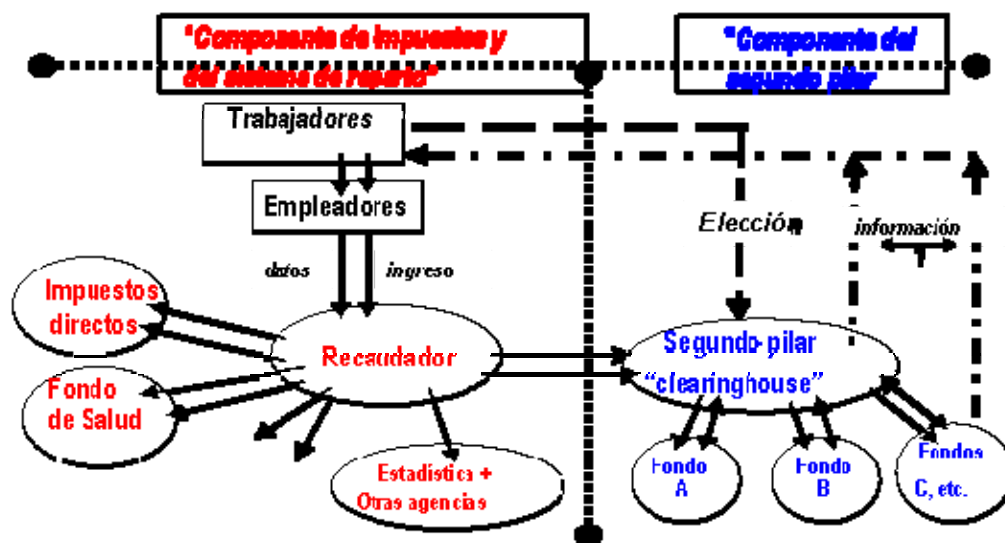 "Componente de Impuestos y
del sistema de reparto"
"Componente del
segundo pilar
Trabajadores
Empleadores
Elección
información
datos
ingreso
Impuestos
directos
Recaudador
Segundo pilar
"clearinghouse"
Fondo
de Salud
Estadística +
Otras agencias
Fondo
A
Fondo
B
Fondos
C, etc.